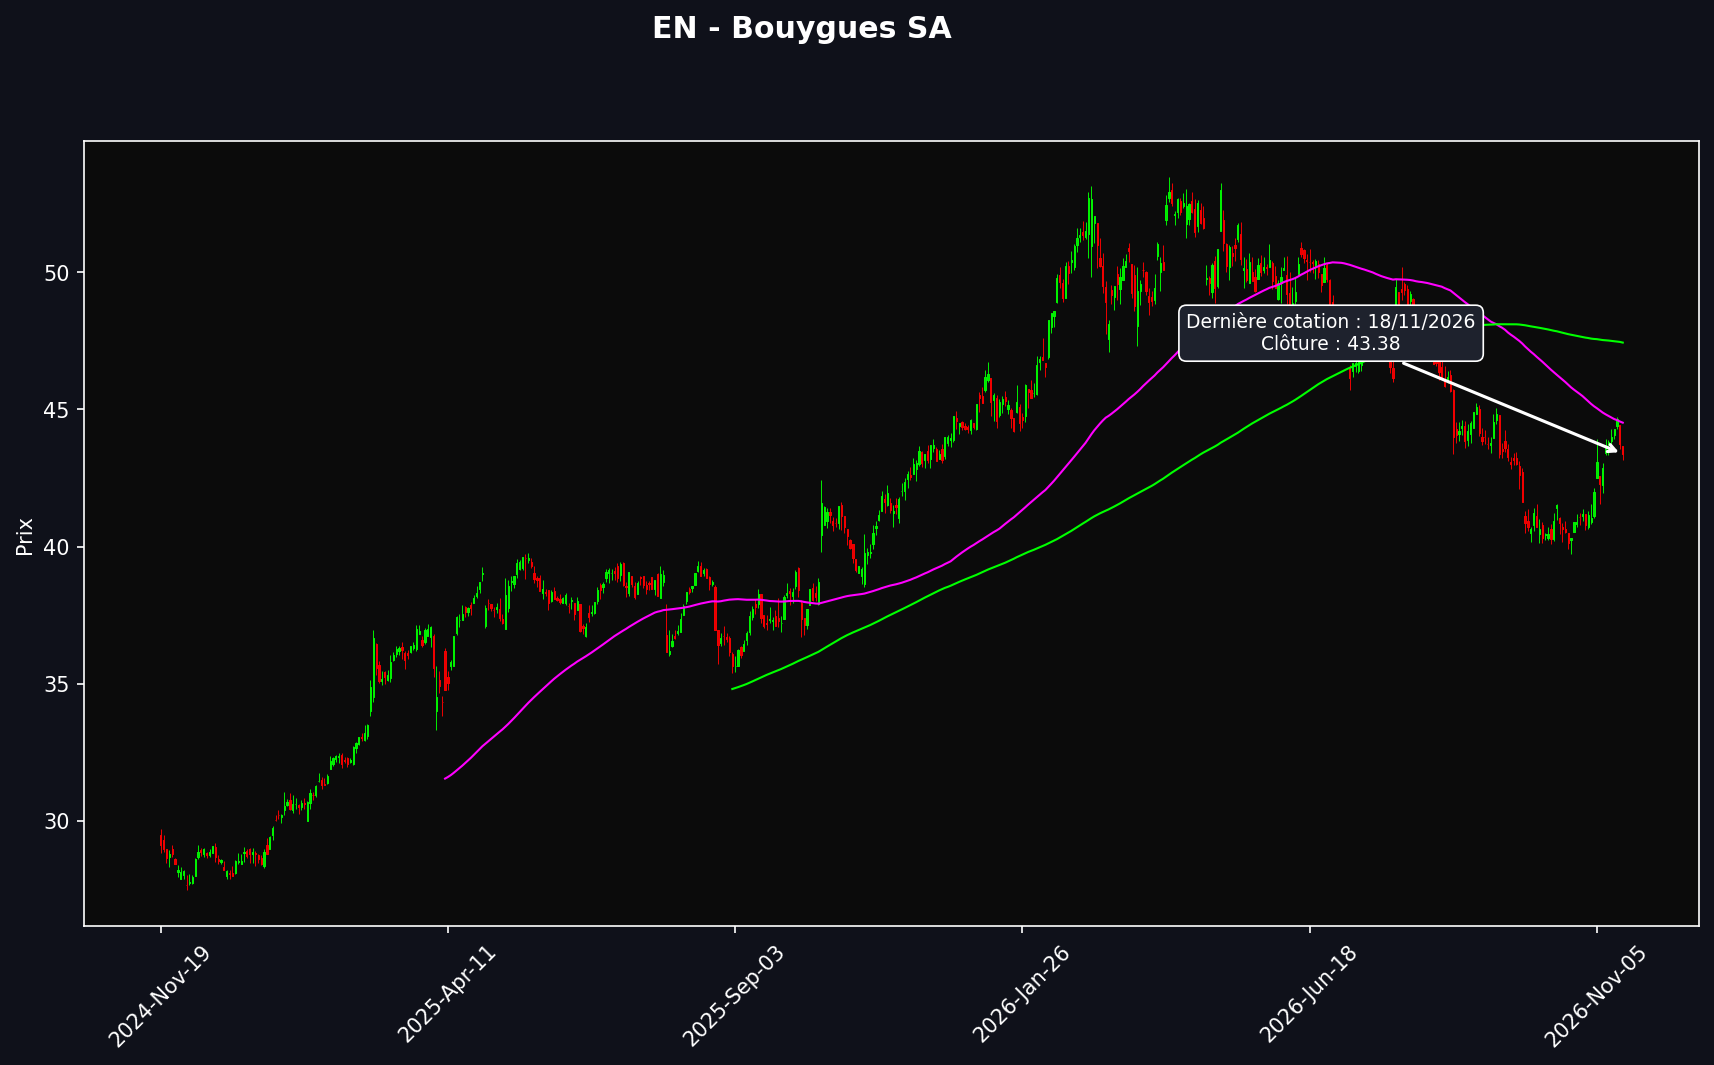 EN - Bouygues SA
Prix
50
45
40
35
30
Dernière cotation : 18/11/2026
Clôture : 43.38
2024-Nov-19
2025-Apr-11
2025-Sep-03
2026-Jan-26
2026-Jun-18
2026-Nov-05